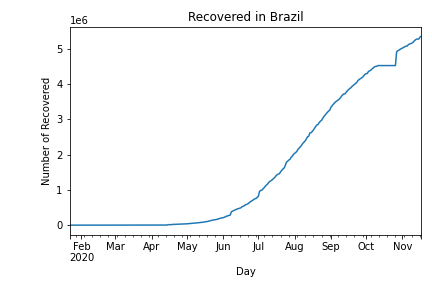 Recovered in Brazil
1e6
5
4
3
2
1
0
Number of Recovered
Feb Mar Apr May Jun Jul Aug Sep Oct Nov
2020
Day